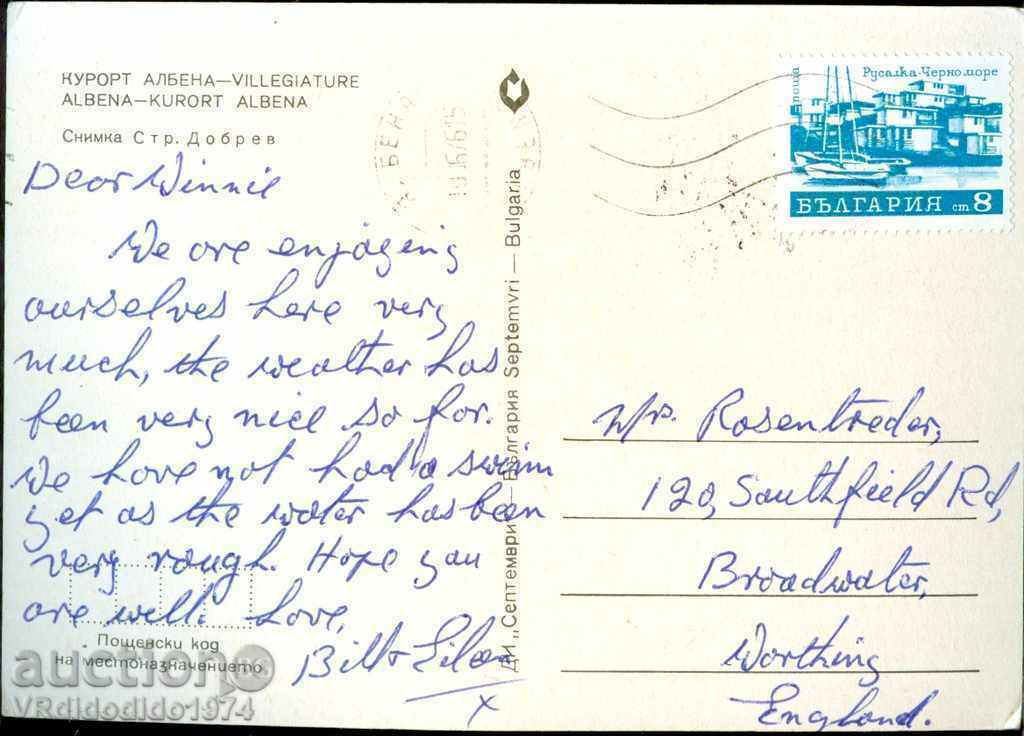 КУРОРТ АЛБЕНА—VILLEGIATURE
ALBENA—KURORT ALBENA
Снимка Стр. Добрев
Dear Winnie
We are enjoying
ourselves here very
much, the weather has
been very nice so far.
We have not had a swim
yet as the water has been
very rough. Hope you
are well. Love,
Bill &
x
Пощенски код
на местоназначението
ДИ „Септември"—България Septemvri — Bulgaria
поща
Русалка-Черно море
БЪЛГАРИЯ ст 8
Mrs. Rosentreder,
120, Southfield Rd,
Broadwater,
Worthing
England.
auction
VRdidodido1974